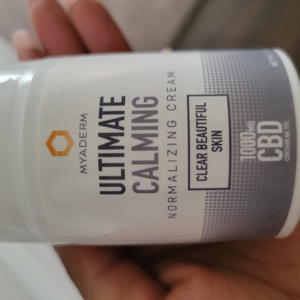 MYADERM
ULTIMATE
CALMING
NORMALIZING CREAM
CLEAR BEAUTIFUL
SKIN
1000MG
CBD